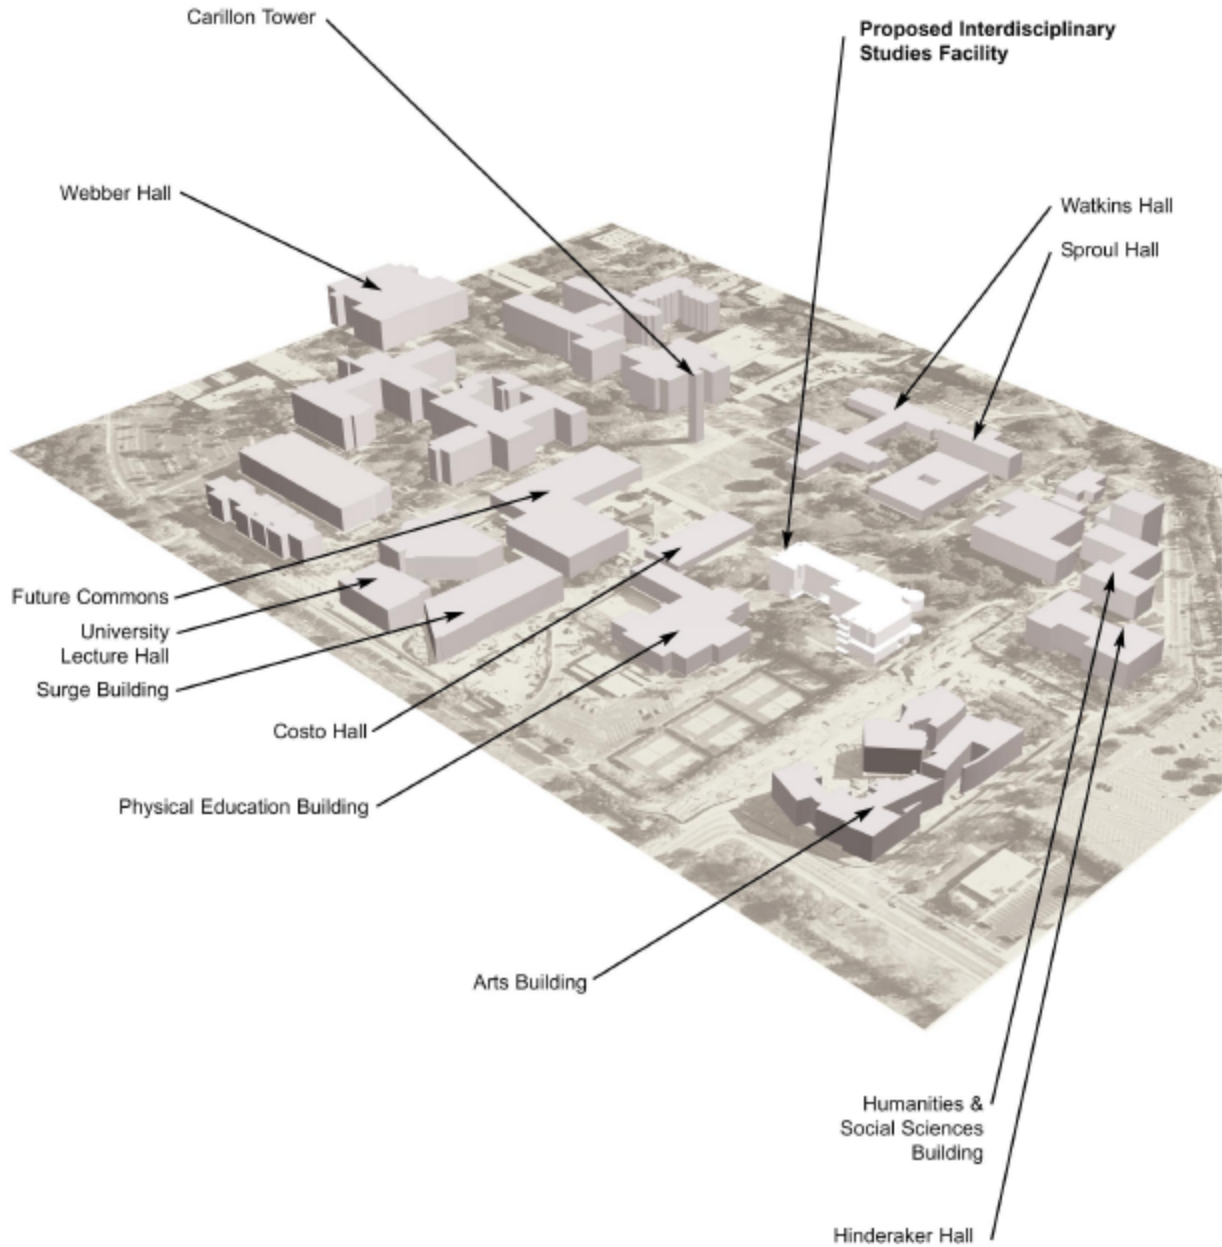 Carillon Tower
Proposed Interdisciplinary
Studies Facility
Webber Hall
Watkins Hall
Sproul Hall
Future Commons
University
Lecture Hall
Surge Building
Costo Hall
Physical Education Building
Arts Building
Humanities &
Social Sciences
Building
Hinderaker Hall